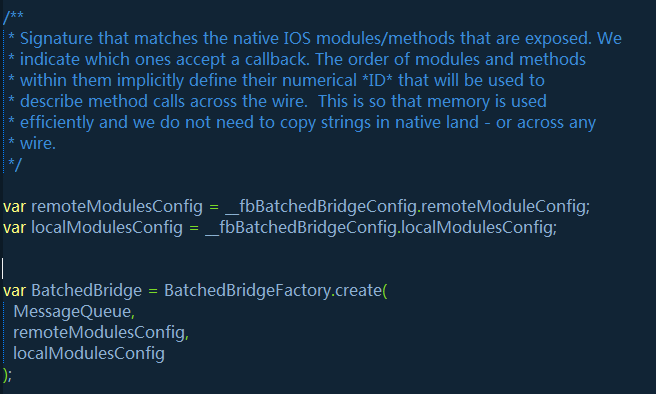 /**
 * Signature that matches the native IOS modules/methods that are exposed. We
 * indicate which ones accept a callback. The order of modules and methods
 * within them implicitly define their numerical *ID* that will be used to
 * describe method calls across the wire.  This is so that memory is used
 * efficiently and we do not need to copy strings in native land - or across any
 * wire.
 */
var remoteModulesConfig = __fbBatchedBridgeConfig.remoteModuleConfig;
var localModulesConfig = __fbBatchedBridgeConfig.localModulesConfig;
var BatchedBridge = BatchedBridgeFactory.create(
  MessageQueue,
  remoteModulesConfig,
  localModulesConfig
);